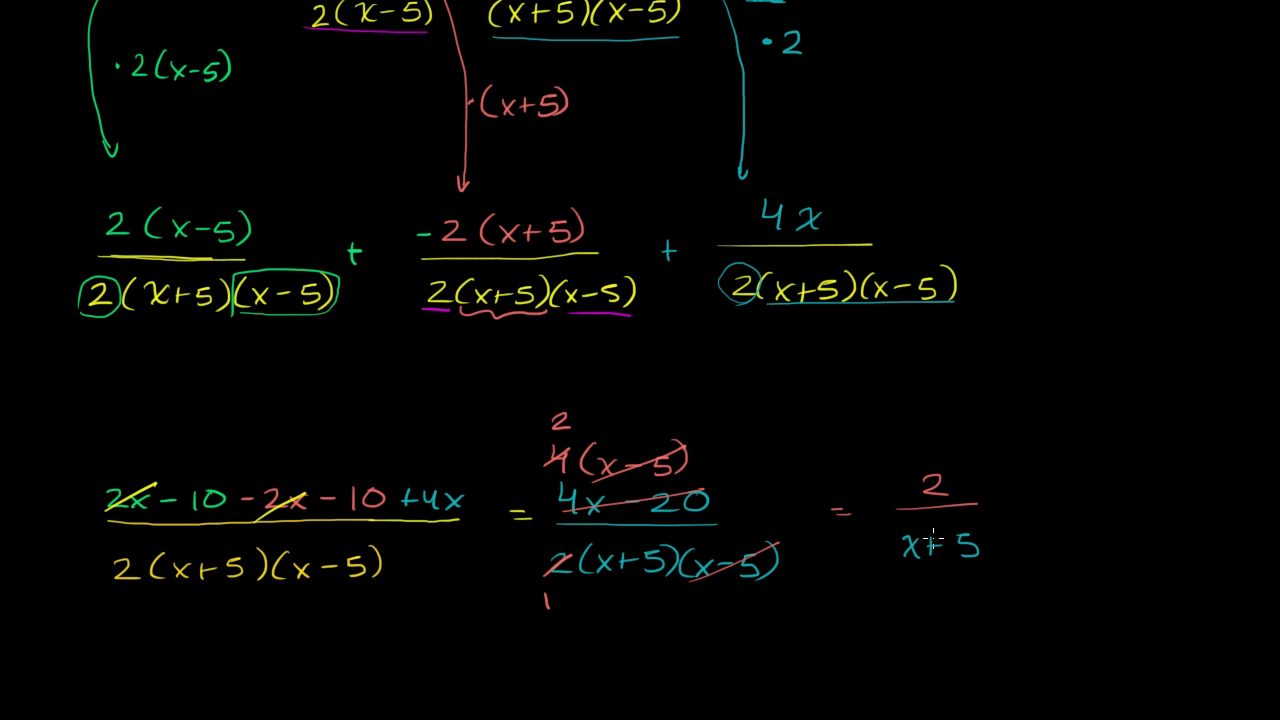 2(x-5) (x+5)(x-5)
· 2(x-5) · (x+5) · 2
2(x-5) + -2(x+5) + 4x
2(x+5)(x-5) 2(x+5)(x-5) 2(x+5)(x-5)
2
4(x-5)
2x - 10 - 2x - 10 + 4x = 4x - 20 = 2
2(x+5)(x-5) 2(x+5)(x-5) x+5
1